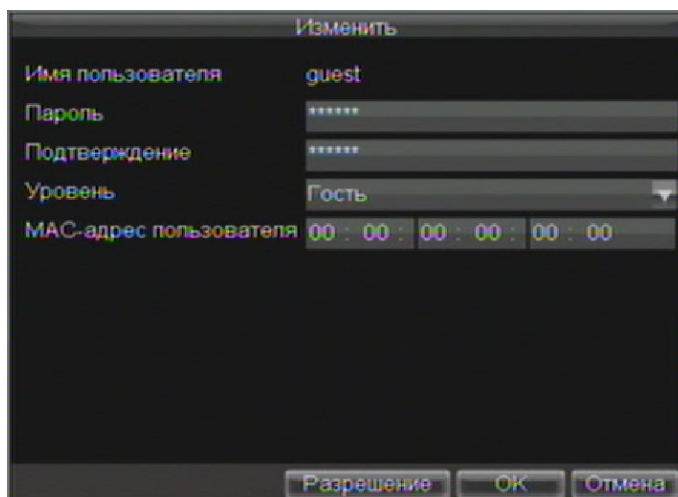 Изменить
Имя пользователя guest
Пароль ******
Подтверждение ******
Уровень Гость
MAC-адрес пользователя 00 : 00 : 00 : 00 : 00 : 00
Разрешение OK Отмена